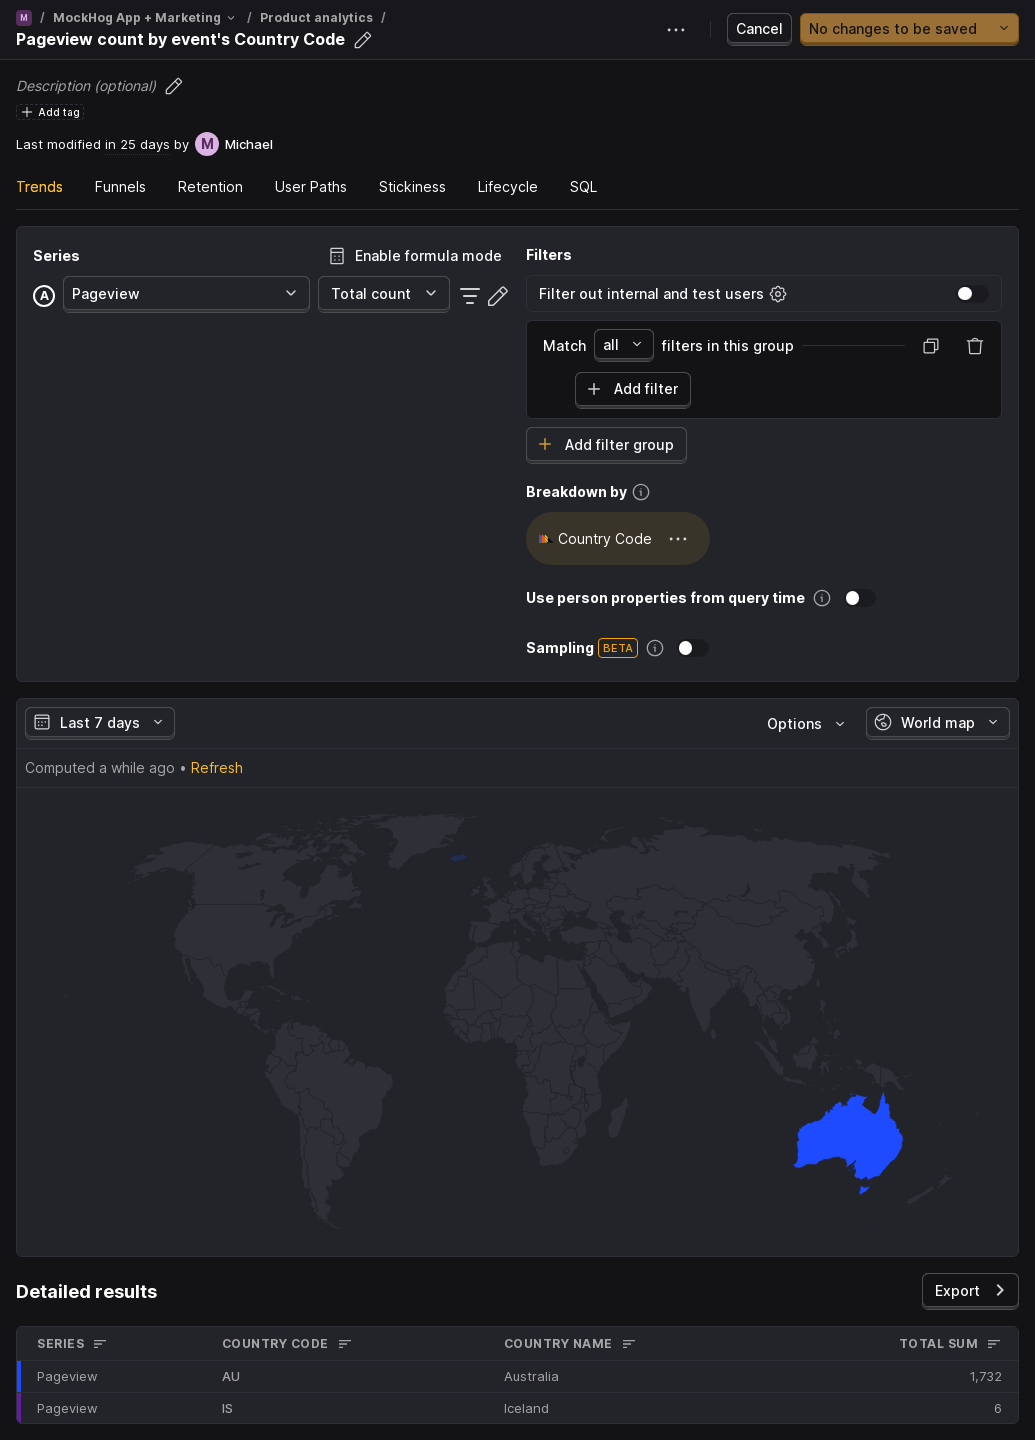 M / MockHog App + Marketing / Product analytics /
Pageview count by event's Country Code
Cancel
No changes to be saved
Description (optional)
Add tag
Last modified in 25 days by M Michael
Trends Funnels Retention User Paths Stickiness Lifecycle SQL
Series
Enable formula mode
A Pageview Total count
Filters
Filter out internal and test users
Match all filters in this group
Add filter
Add filter group
Breakdown by
Country Code
Use person properties from query time
Sampling BETA
Last 7 days
Options
World map
Computed a while ago • Refresh
Detailed results
Export
SERIES COUNTRY CODE COUNTRY NAME TOTAL SUM
Pageview AU Australia 1,732
Pageview IS Iceland 6